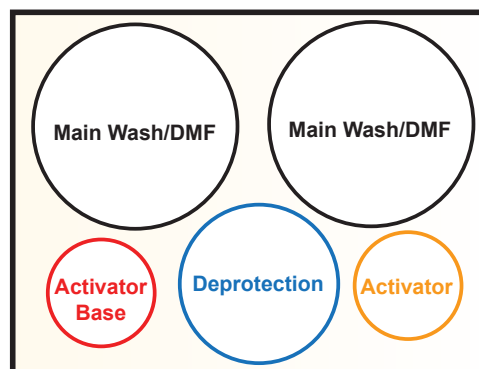 Main Wash/DMF
Main Wash/DMF
Activator
Base
Deprotection
Activator